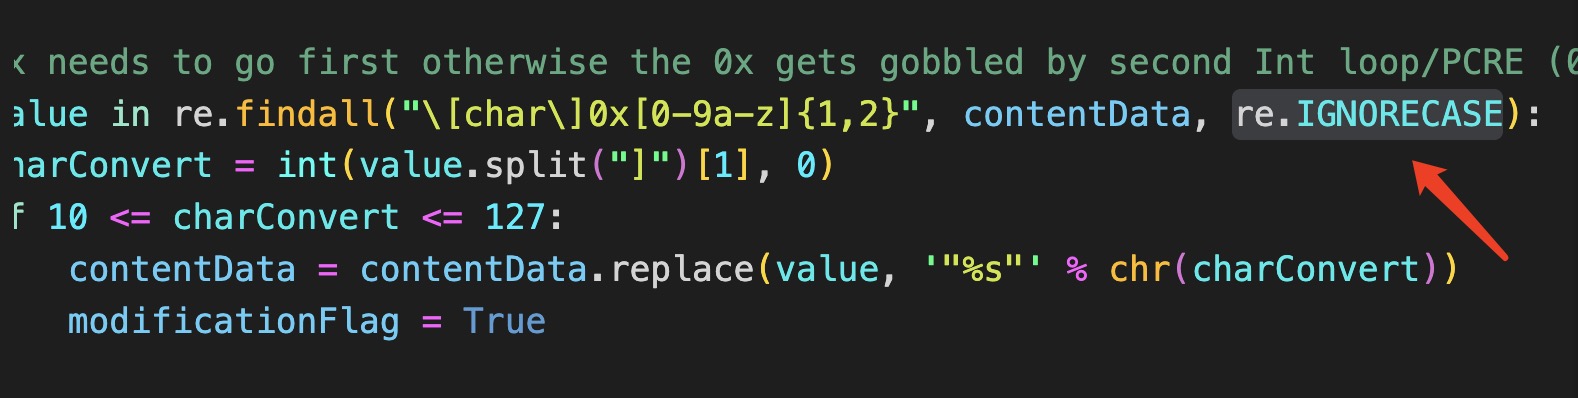 x needs to go first otherwise the 0x gets gobbled by second Int loop/PCRE (0
alue in re.findall("\[char\]0x[0-9a-z]{1,2}", contentData, re.IGNORECASE):
harConvert = int(value.split("]")[1], 0)
f 10 <= charConvert <= 127:
contentData = contentData.replace(value, '"%s"' % chr(charConvert))
modificationFlag = True